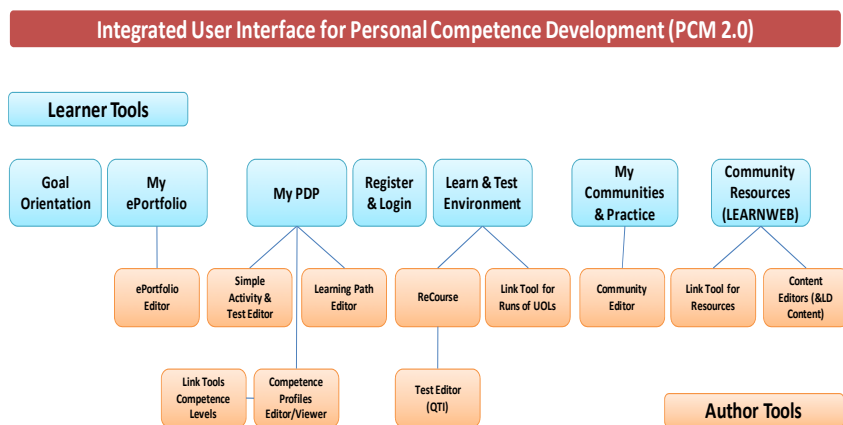 Integrated User Interface for Personal Competence Development (PCM 2.0)
Learner Tools
Goal
Orientation
My
ePortfolio
My PDP
Register
& Login
Learn & Test
Environment
My
Communities
& Practice
Community
Resources
(LEARNWEB)
ePortfolio
Editor
Simple
Activity &
Test Editor
Learning Path
Editor
ReCourse
Link Tool for
Runs of UOLs
Community
Editor
Link Tool for
Resources
Content
Editors (&LD
Content)
Link Tools
Competence
Levels
Competence
Profiles
Editor/Viewer
Test Editor
(QTI)
Author Tools